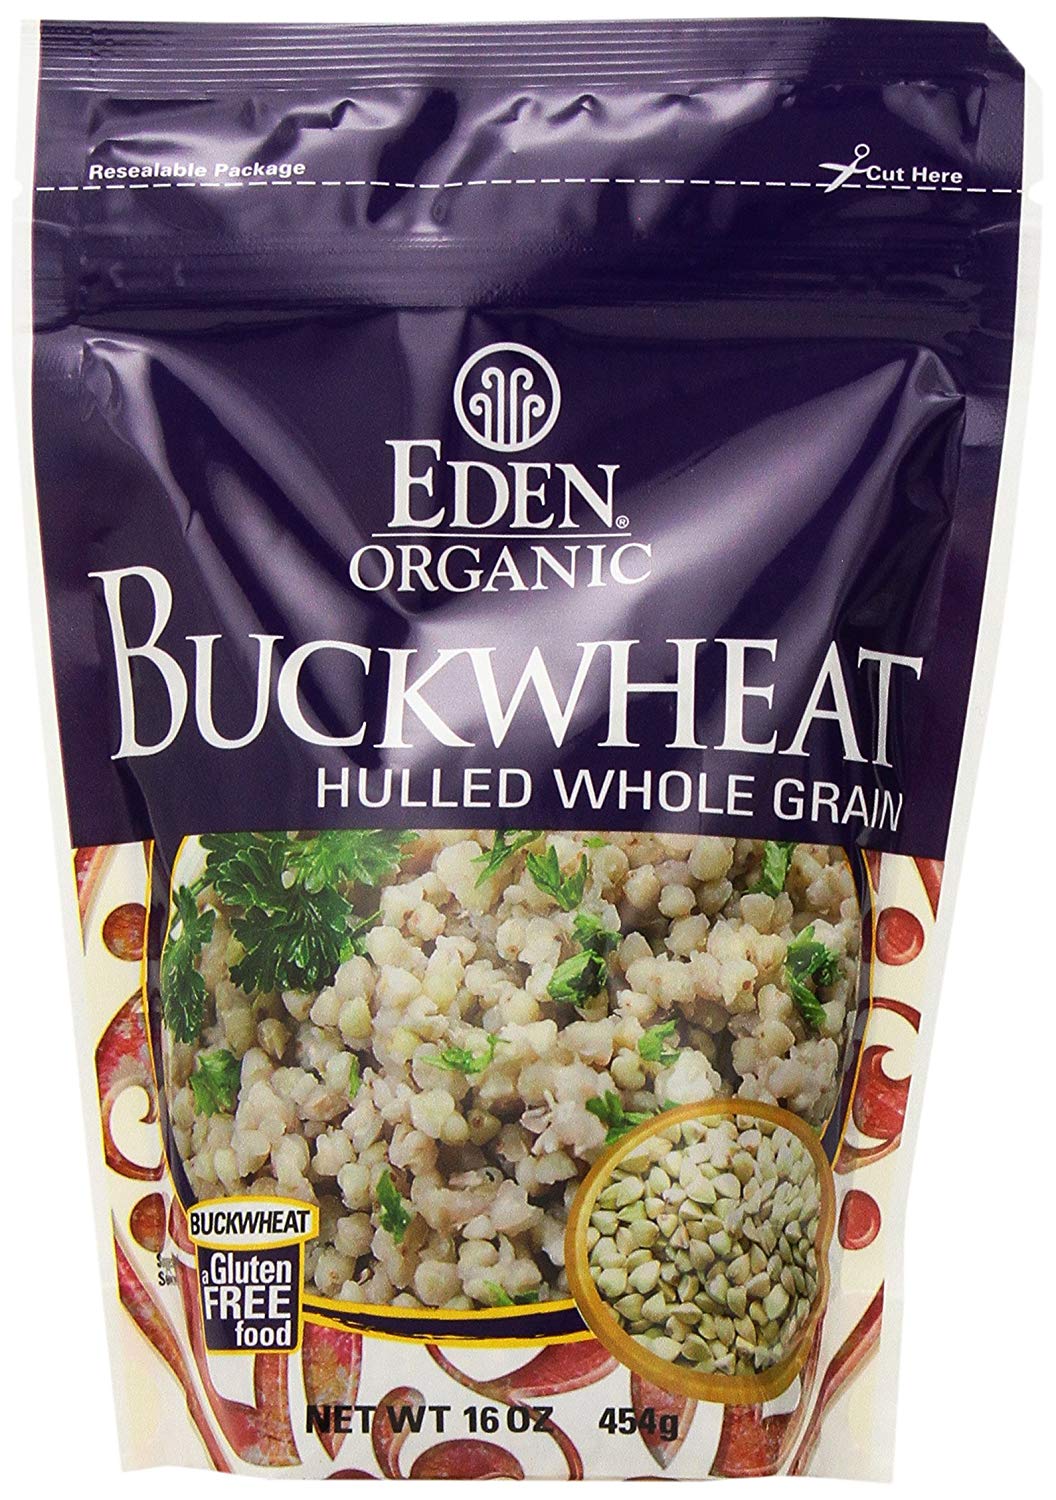 Resealable Package
Cut Here
EDEN®
ORGANIC
BUCKWHEAT
HULLED WHOLE GRAIN
BUCKWHEAT
a Gluten
FREE
food
NET WT 16 OZ 454g